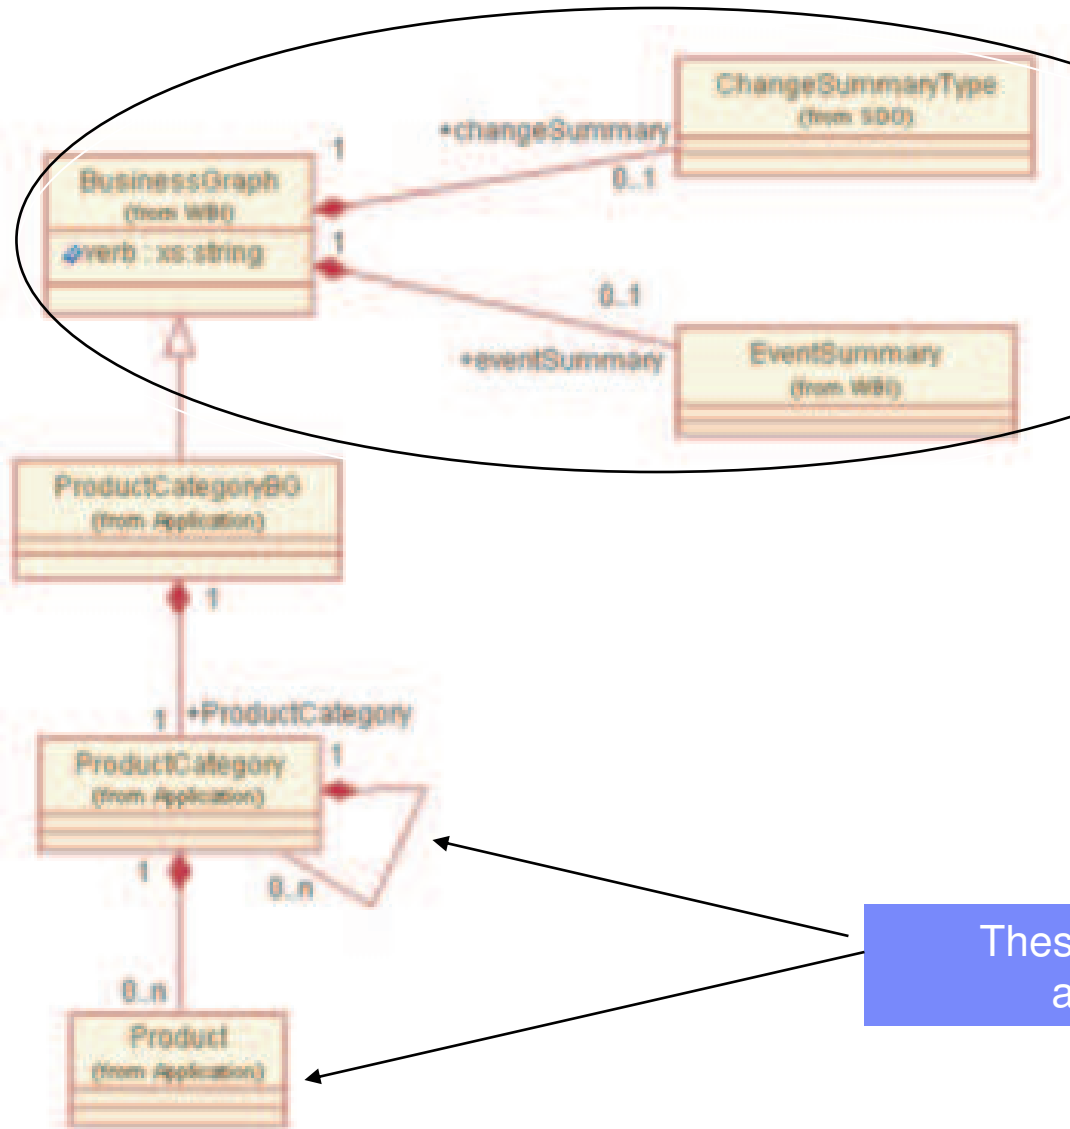 ChangeSummaryType
(from SDO)
+changeSummary
1
0..1
BusinessGraph
(from WBI)
verb : xs:string
1
0..1
+eventSummary
EventSummary
(from WBI)
ProductCategoryBG
(from Application)
1
1
+ProductCategory
ProductCategory
(from Application)
1
1
0..n
0..n
Product
(from Application)